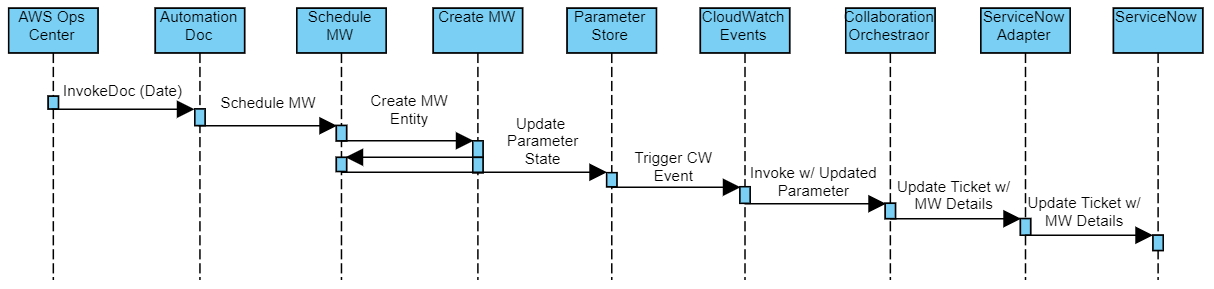 AWS Ops
Center
Automation
Doc
Schedule
MW
Create MW
Parameter
Store
CloudWatch
Events
Collaboration
Orchestraor
ServiceNow
Adapter
ServiceNow
InvokeDoc (Date)
Schedule MW
Create MW
Entity
Update
Parameter
State
Trigger CW
Event
Invoke w/ Updated
Parameter
Update Ticket w/
MW Details
Update Ticket w/
MW Details